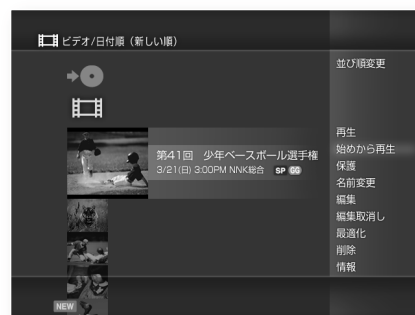 ビデオ/日付順（新しい順）
並び順変更
第41回 少年ベースボール選手権
3/21(日) 3:00PM NNK総合 SP GG
再生
始めから再生
保護
名前変更
編集
編集取消し
最適化
削除
情報
NEW